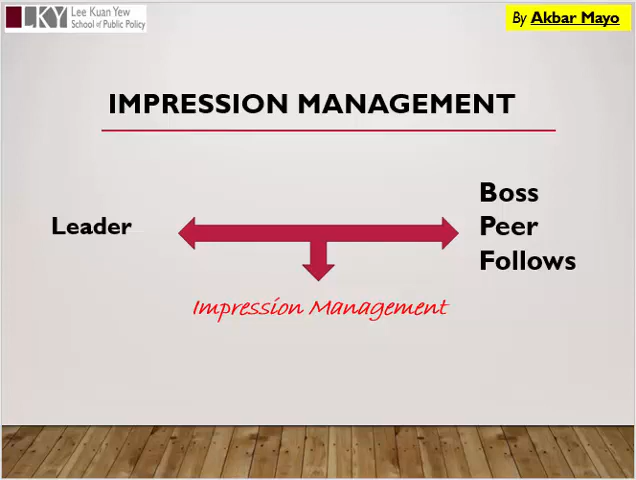 LKY
Lee Kuan Yew
School of Public Policy
By Akbar Mayo
IMPRESSION MANAGEMENT
Leader
Boss
Peer
Follows
Impression Management